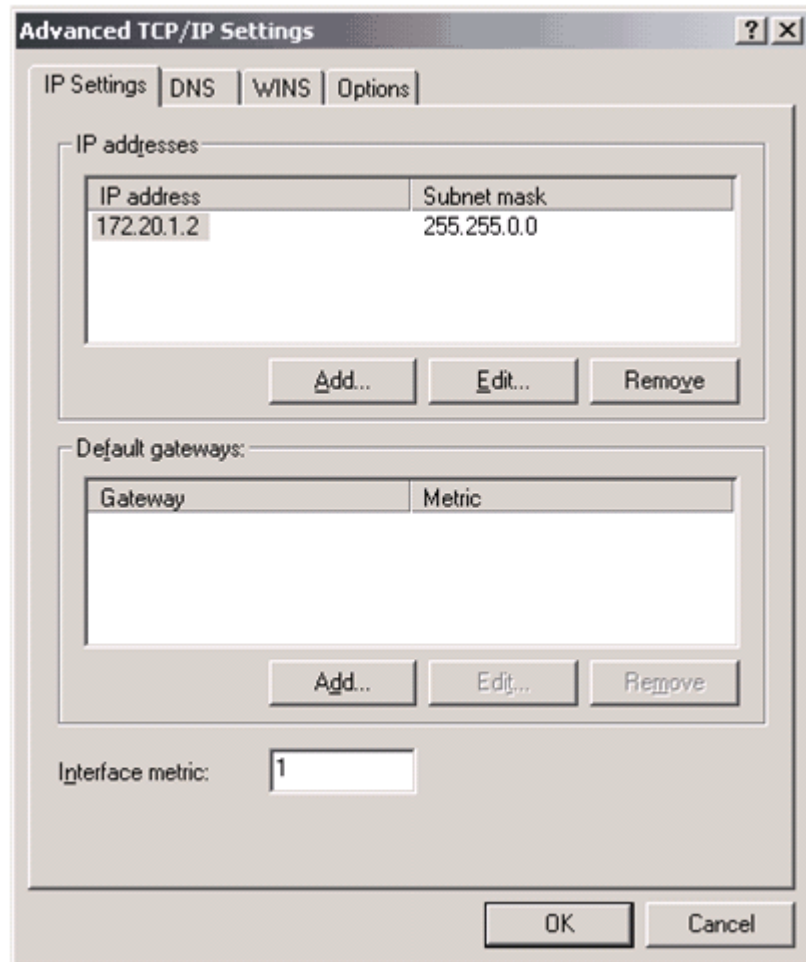 Advanced TCP/IP Settings
IP Settings DNS WINS Options
IP addresses
IP address Subnet mask
172.20.1.2 255.255.0.0
Add... Edit... Remove
Default gateways:
Gateway Metric
Add... Edit... Remove
Interface metric: 1
OK Cancel